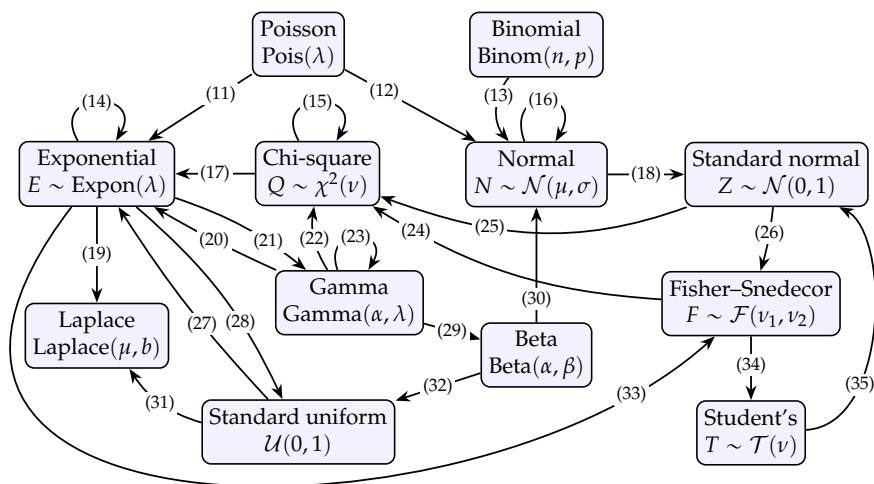 Poisson
Pois(λ)
Binomial
Binom(n, p)
(11)
(12)
(13)
(14)
(15)
(16)
Exponential
E ∼ Expon(λ)
(17)
Chi-square
Q ∼ χ²(ν)
Normal
N ∼ 𝒩(μ, σ)
(18)
Standard normal
Z ∼ 𝒩(0, 1)
(19)
(20)
(21)
(22)
(23)
(24)
(25)
(26)
Gamma
Gamma(α, λ)
Fisher–Snedecor
F ∼ ℱ(ν₁, ν₂)
Laplace
Laplace(μ, b)
(27)
(28)
(29)
(30)
Beta
Beta(α, β)
(31)
(32)
(33)
(34)
(35)
Standard uniform
𝒰(0, 1)
Student's
T ∼ 𝒯(ν)